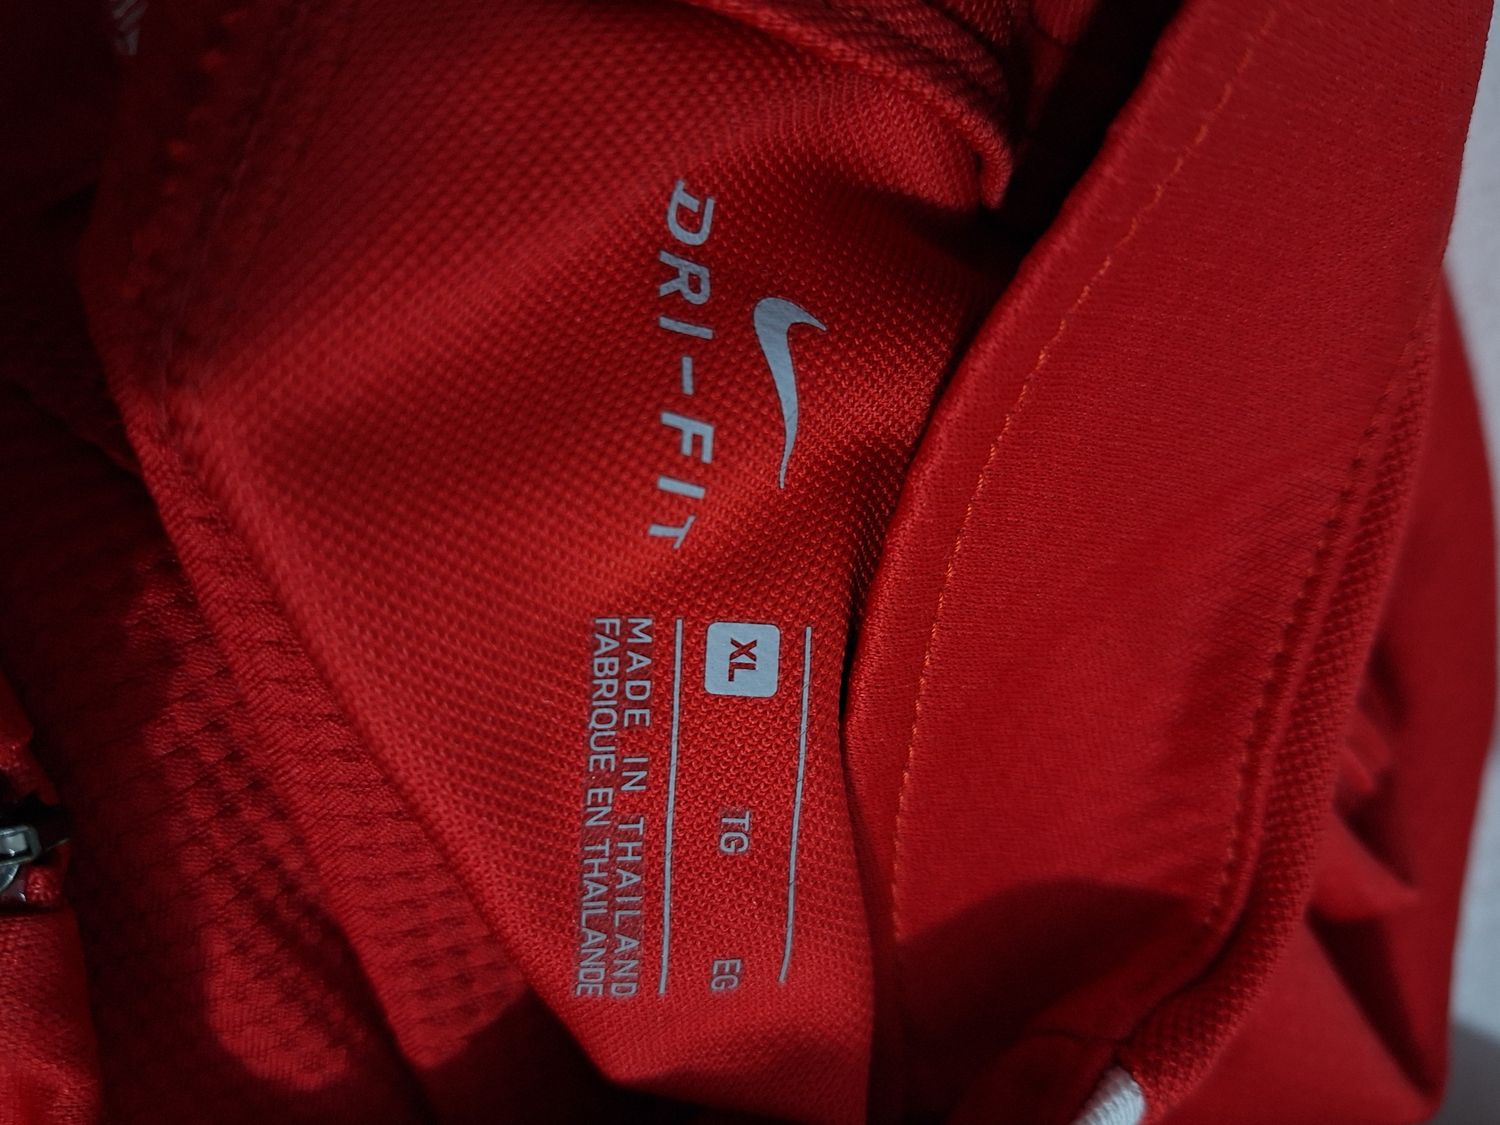 DRI-FIT
XL TG EG
MADE IN THAILAND
FABRIQUE EN THAILANDE